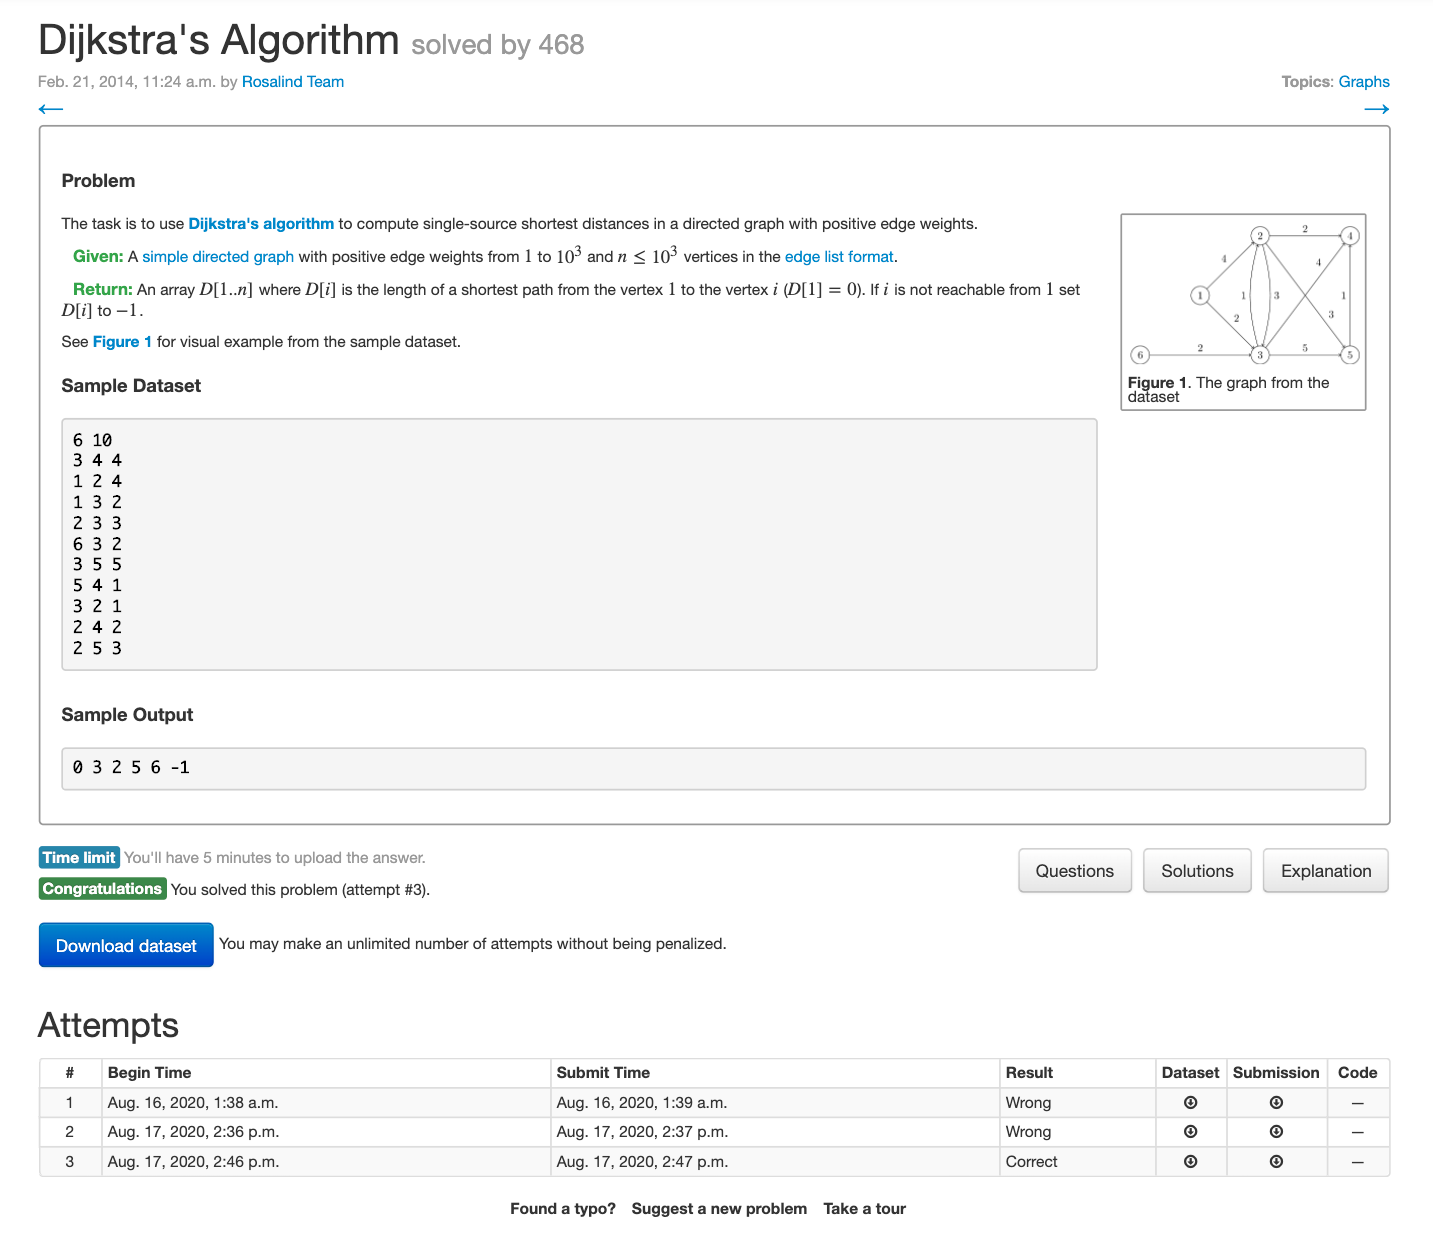 Dijkstra's Algorithm solved by 468
Feb. 21, 2014, 11:24 a.m. by Rosalind Team
Topics: Graphs
←
→
Problem
The task is to use Dijkstra's algorithm to compute single-source shortest distances in a directed graph with positive edge weights.
Given: A simple directed graph with positive edge weights from 1 to 10³ and n ≤ 10³ vertices in the edge list format.
Return: An array D[1..n] where D[i] is the length of a shortest path from the vertex 1 to the vertex i (D[1] = 0). If i is not reachable from 1 set
D[i] to −1.
See Figure 1 for visual example from the sample dataset.
2
2
4
4
4
1
1
3
1
2
3
6
2
3
5
5
Figure 1. The graph from the
dataset
Sample Dataset
6 10
3 4 4
1 2 4
1 3 2
2 3 3
6 3 2
3 5 5
5 4 1
3 2 1
2 4 2
2 5 3
Sample Output
0 3 2 5 6 -1
Time limit You'll have 5 minutes to upload the answer.
Congratulations You solved this problem (attempt #3).
Questions
Solutions
Explanation
Download dataset You may make an unlimited number of attempts without being penalized.
Attempts
# Begin Time Submit Time Result Dataset Submission Code
1 Aug. 16, 2020, 1:38 a.m. Aug. 16, 2020, 1:39 a.m. Wrong —
2 Aug. 17, 2020, 2:36 p.m. Aug. 17, 2020, 2:37 p.m. Wrong —
3 Aug. 17, 2020, 2:46 p.m. Aug. 17, 2020, 2:47 p.m. Correct —
Found a typo? Suggest a new problem Take a tour